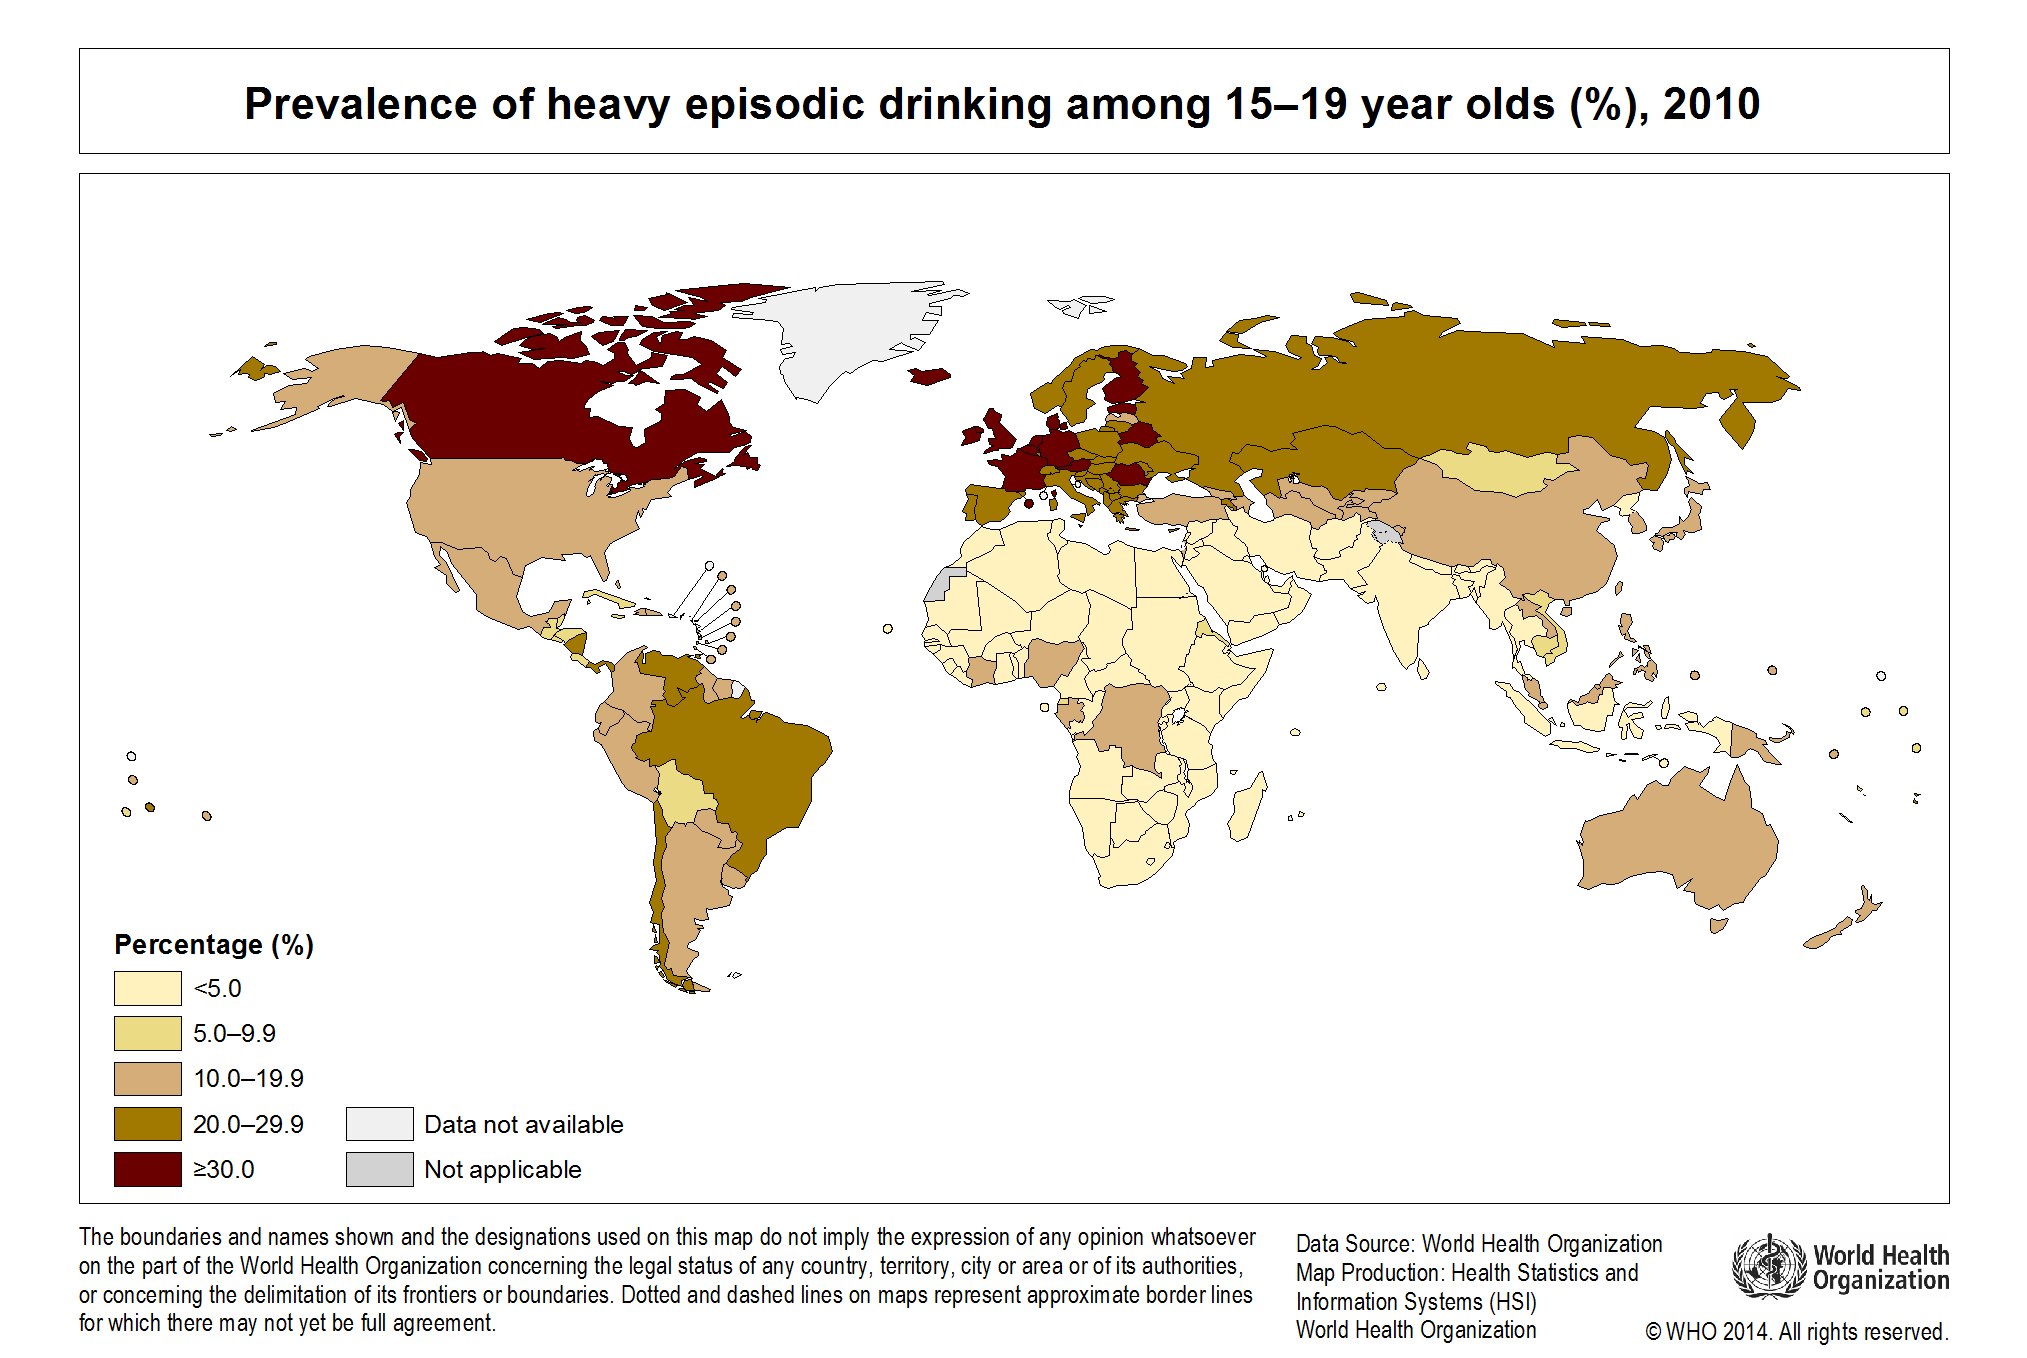 Prevalence of heavy episodic drinking among 15–19 year olds (%), 2010
Percentage (%)
<5.0
5.0–9.9
10.0–19.9
20.0–29.9
≥30.0
Data not available
Not applicable
The boundaries and names shown and the designations used on this map do not imply the expression of any opinion whatsoever
on the part of the World Health Organization concerning the legal status of any country, territory, city or area or of its authorities,
or concerning the delimitation of its frontiers or boundaries. Dotted and dashed lines on maps represent approximate border lines
for which there may not yet be full agreement.
Data Source: World Health Organization
Map Production: Health Statistics and
Information Systems (HSI)
World Health Organization
World Health
Organization
© WHO 2014. All rights reserved.